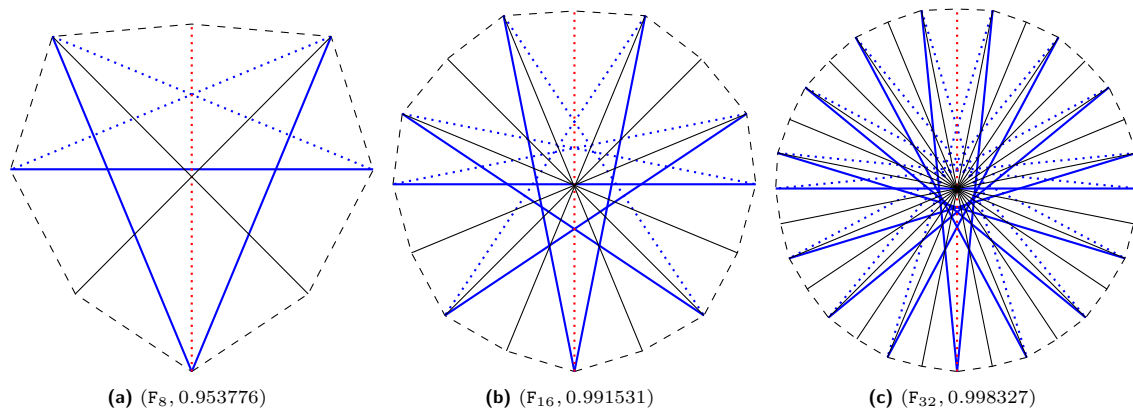 (a) (F₈, 0.953776)
(b) (F₁₆, 0.991531)
(c) (F₃₂, 0.998327)